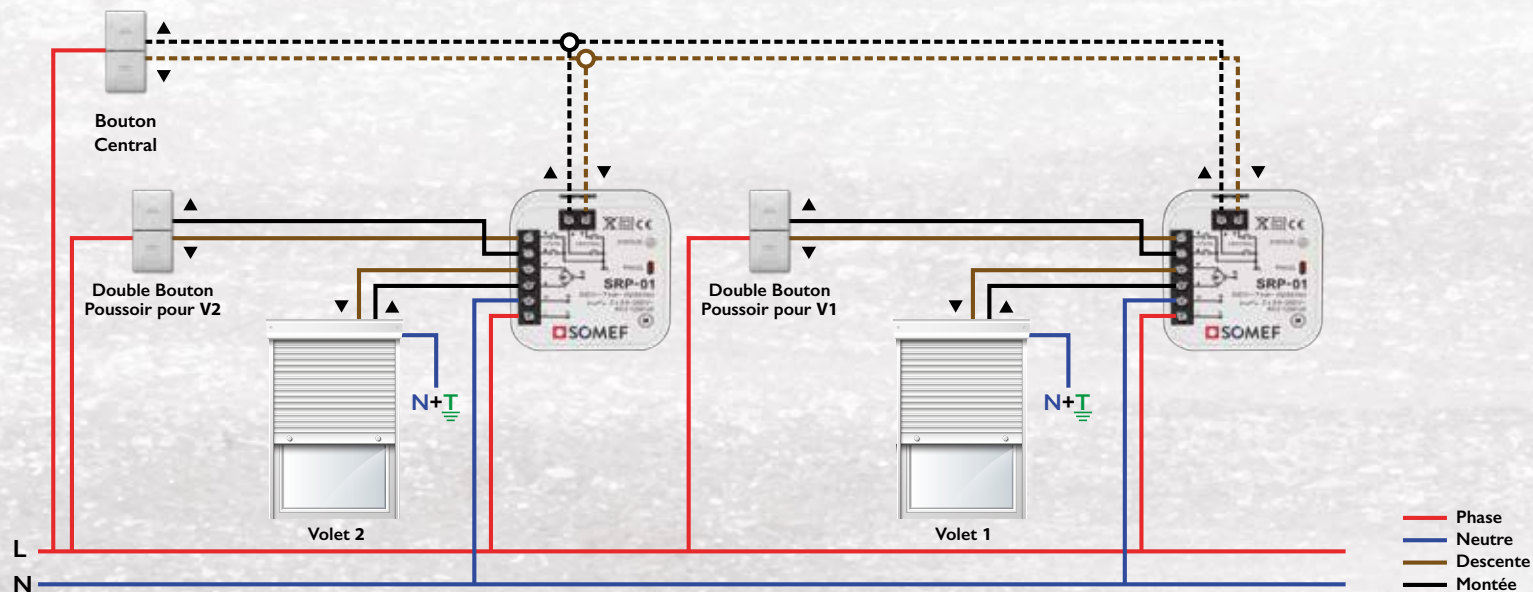 Bouton
Central
Double Bouton
Poussoir pour V2
SRP-01
SOMEF
Double Bouton
Poussoir pour V1
SRP-01
SOMEF
N+T
N+T
Volet 2
Volet 1
L
N
Phase
Neutre
Descente
Montée